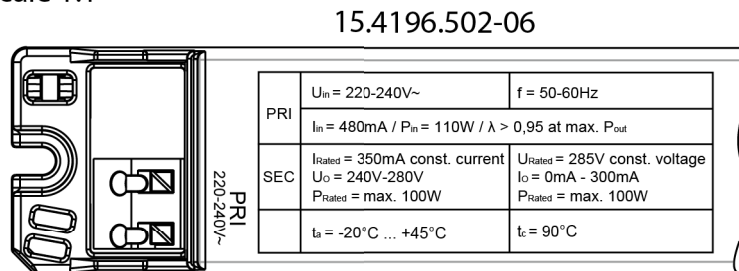 15.4196.502-06
PRI
220-240V~
PRI
Uin = 220-240V~
f = 50-60Hz
Iin = 480mA / Pin = 110W / λ > 0,95 at max. Pout
SEC
IRated = 350mA const. current
UO = 240V-280V
PRated = max. 100W
URated = 285V const. voltage
IO = 0mA - 300mA
PRated = max. 100W
ta = -20°C ... +45°C
tc = 90°C